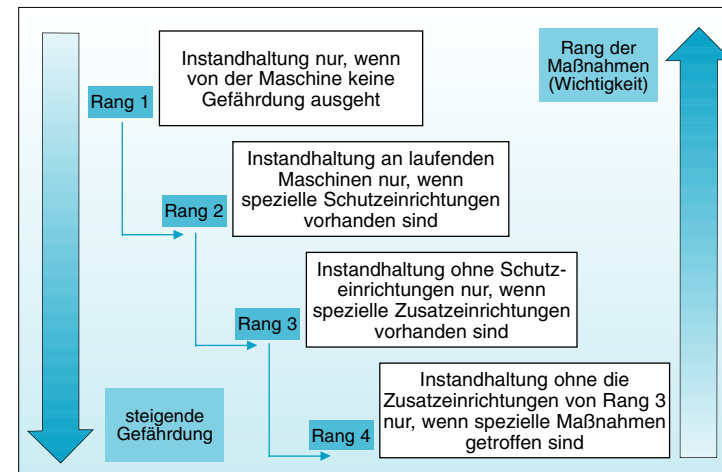 Instandhaltung nur, wenn
von der Maschine keine
Gefährdung ausgeht
Rang 1
Rang der
Maßnahmen
(Wichtigkeit)
Instandhaltung an laufenden
Maschinen nur, wenn
spezielle Schutzeinrichtungen
vorhanden sind
Rang 2
Instandhaltung ohne Schutz-
einrichtungen nur, wenn
spezielle Zusatzeinrichtungen
vorhanden sind
Rang 3
Instandhaltung ohne die
Zusatzeinrichtungen von Rang 3
nur, wenn spezielle Maßnahmen
getroffen sind
Rang 4
steigende
Gefährdung